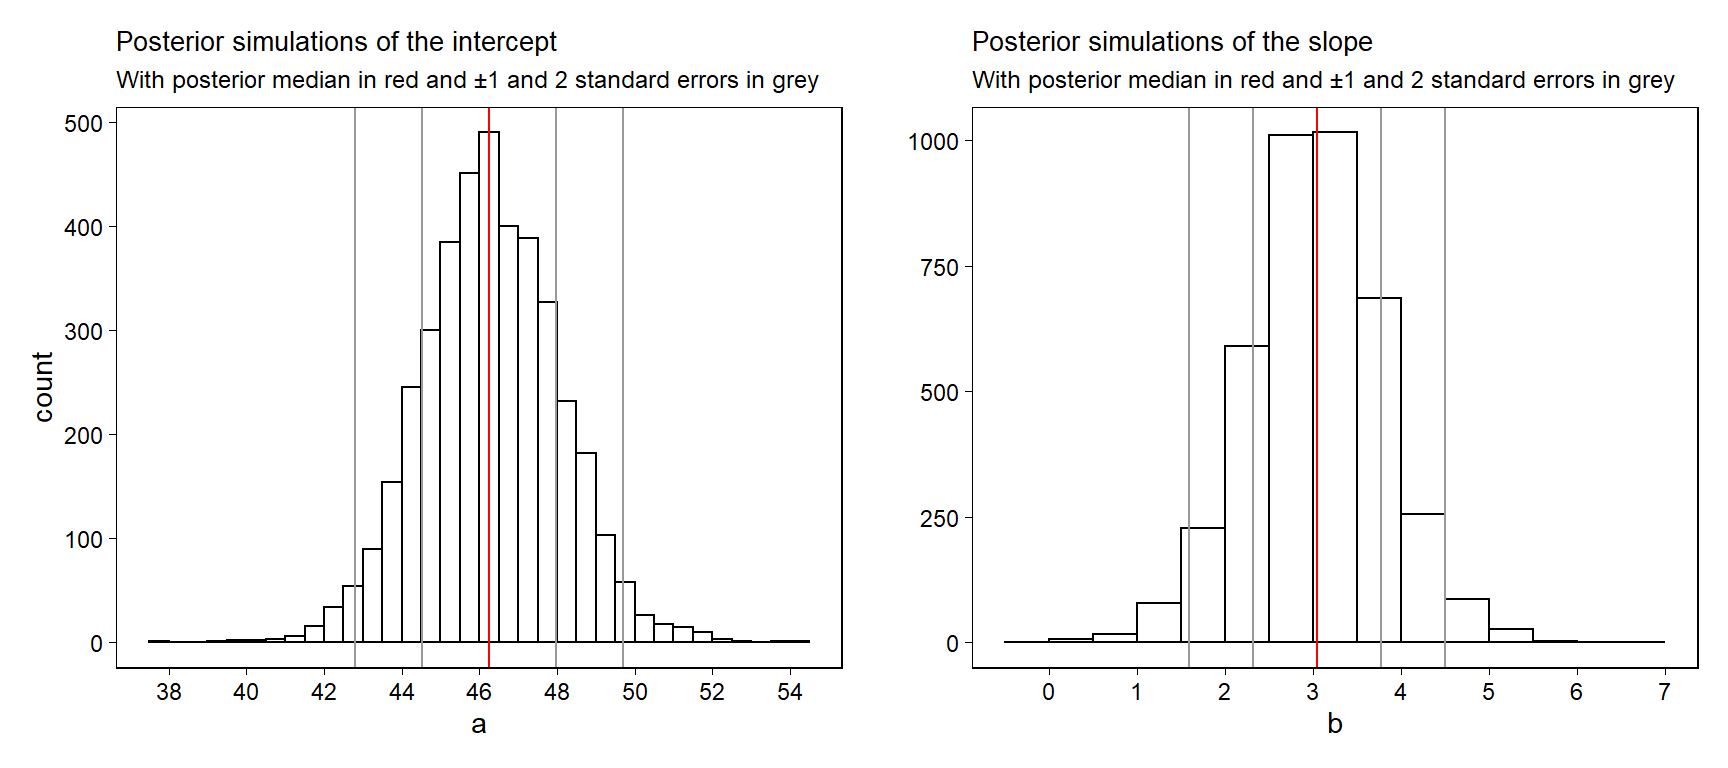 Posterior simulations of the intercept
With posterior median in red and ±1 and 2 standard errors in grey
500
400
300
200
100
0
count
38 40 42 44 46 48 50 52 54
a
Posterior simulations of the slope
With posterior median in red and ±1 and 2 standard errors in grey
1000
750
500
250
0
0 1 2 3 4 5 6 7
b